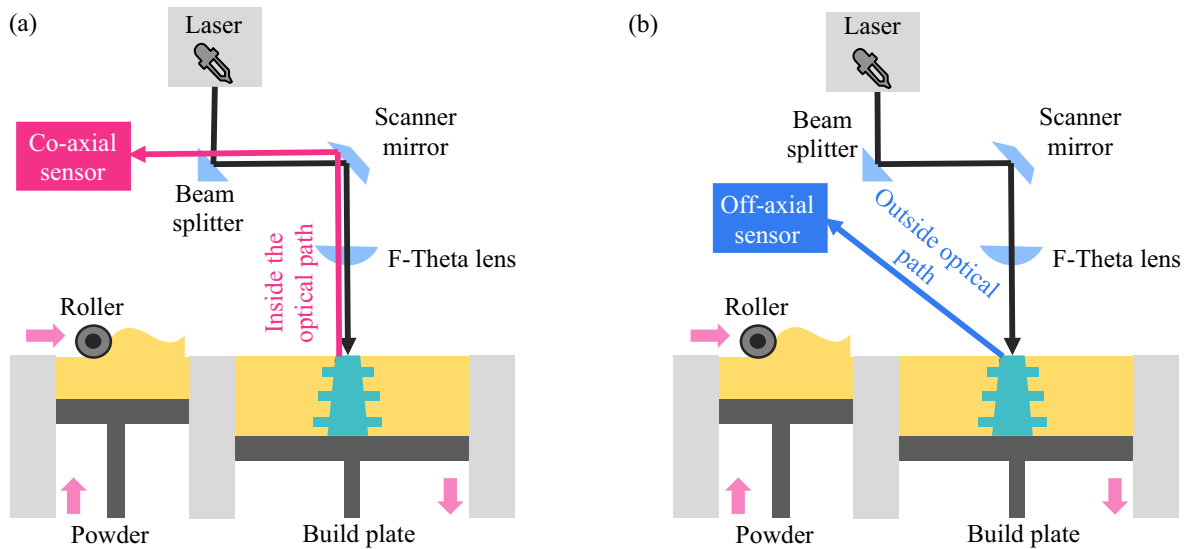 (a)
Laser
Co-axial
sensor
Scanner
mirror
Beam
splitter
Inside the
optical path
F-Theta lens
Roller
Powder
Build plate
(b)
Laser
Beam
splitter
Scanner
mirror
Off-axial
sensor
Outside optical
path
F-Theta lens
Roller
Powder
Build plate